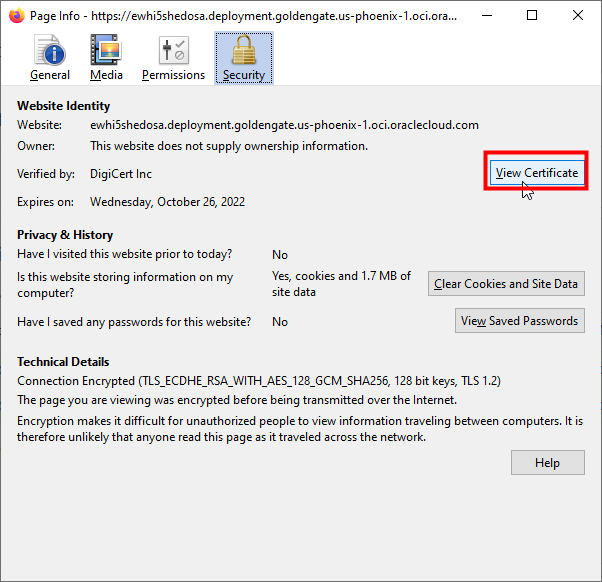 Page Info - https://ewhi5shedosa.deployment.goldengate.us-phoenix-1.oci.ora...
General Media Permissions Security
Website Identity
Website: ewhi5shedosa.deployment.goldengate.us-phoenix-1.oci.oraclecloud.com
Owner: This website does not supply ownership information.
Verified by: DigiCert Inc View Certificate
Expires on: Wednesday, October 26, 2022
Privacy & History
Have I visited this website prior to today? No
Is this website storing information on my
computer?
Yes, cookies and 1.7 MB of
site data
Clear Cookies and Site Data
Have I saved any passwords for this website? No View Saved Passwords
Technical Details
Connection Encrypted (TLS_ECDHE_RSA_WITH_AES_128_GCM_SHA256, 128 bit keys, TLS 1.2)
The page you are viewing was encrypted before being transmitted over the Internet.
Encryption makes it difficult for unauthorized people to view information traveling between computers. It is
therefore unlikely that anyone read this page as it traveled across the network.
Help